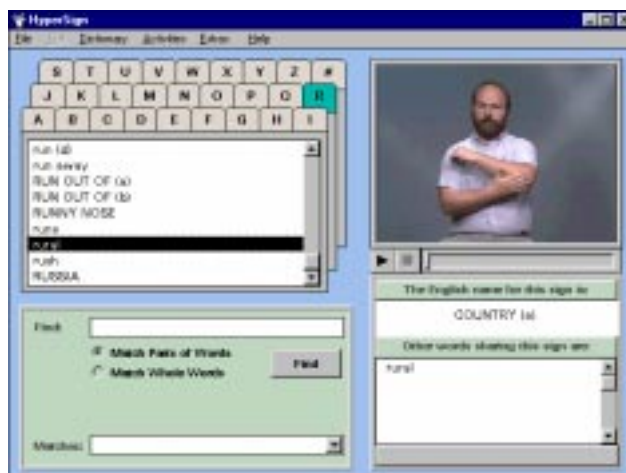 HyperSign
File Dictionary Activities Extras Help
S T U V W X Y Z #
J K L M N O P Q R
A B C D E F G H I
run (a)
run away
RUN OUT OF (a)
RUN OUT OF (b)
RUNNY NOSE
runs
rural
rush
RUSSIA
The English name for this sign is
COUNTRY (a)
Other words sharing this sign are
rural
Find:
Match Parts of Words
Match Whole Words
Find
Matches: